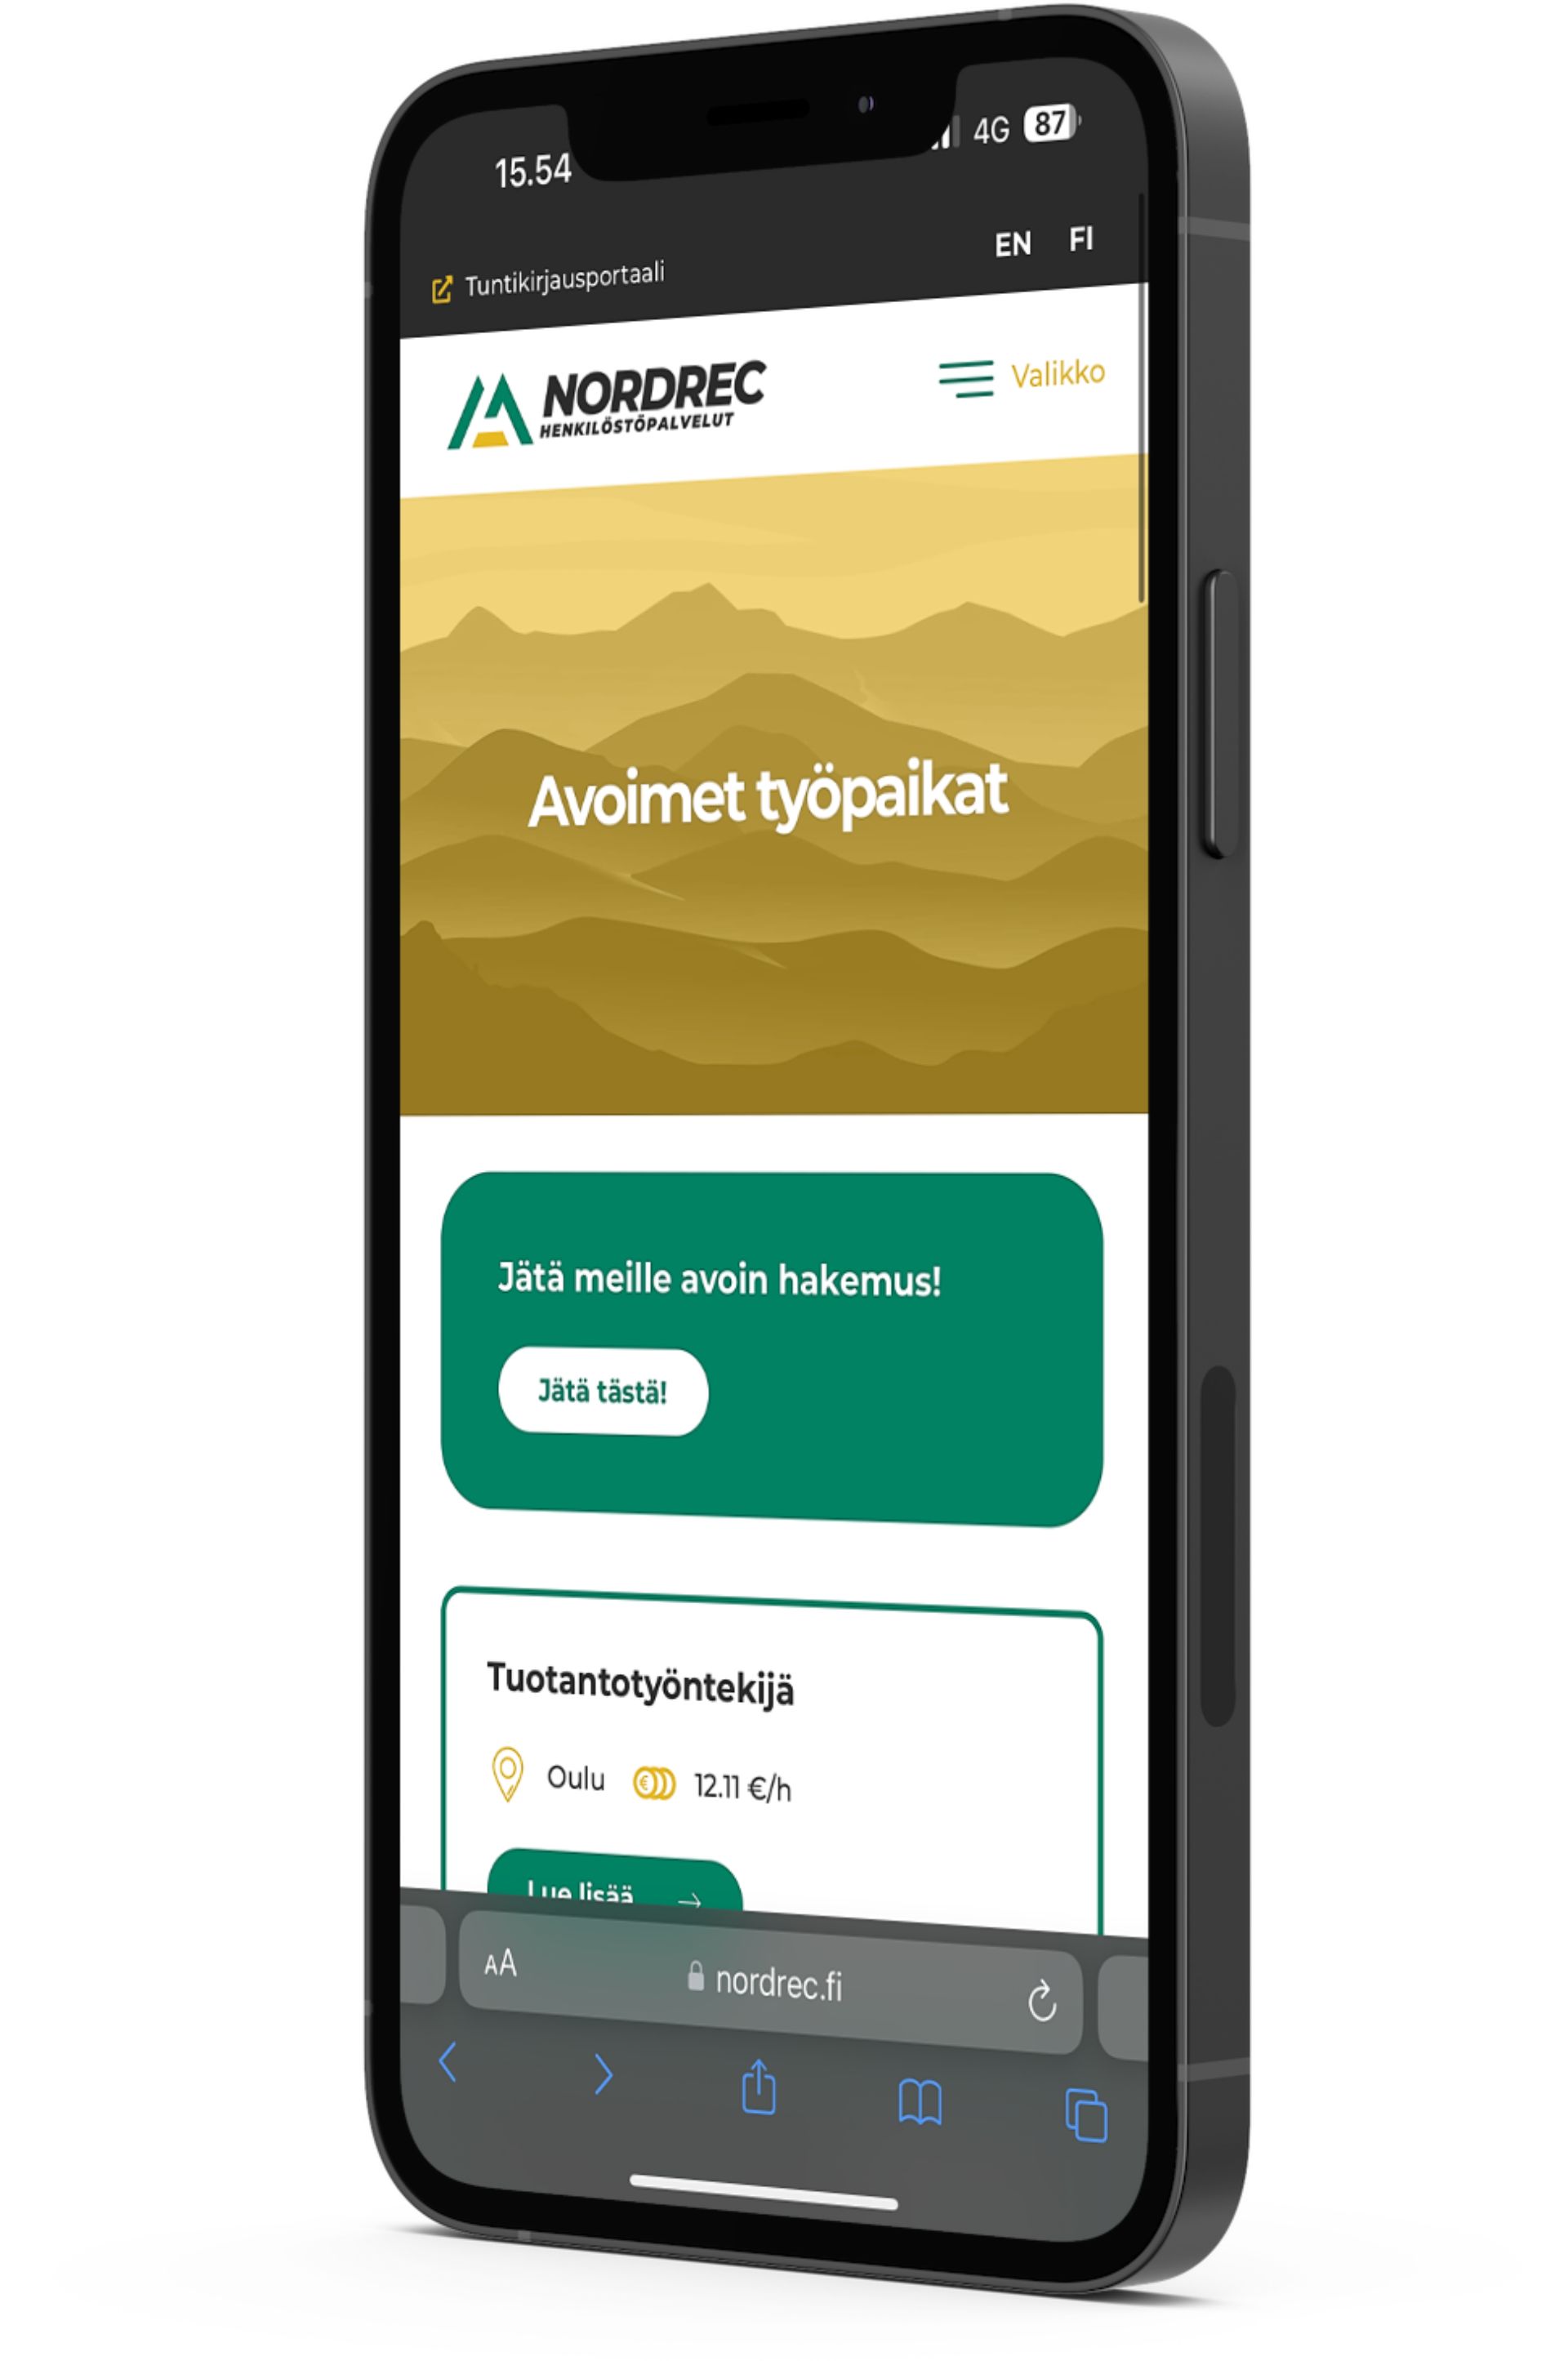 15.54 4G 87
EN FI
Tuntikirjausportaali
NORDREC
HENKILÖSTÖPALVELUT
Valikko
Avoimet työpaikat
Jätä meille avoin hakemus!
Jätä tästä!
Tuotantotyöntekijä
Oulu € 12.11 €/h
Lue lisää →
AA nordrec.fi